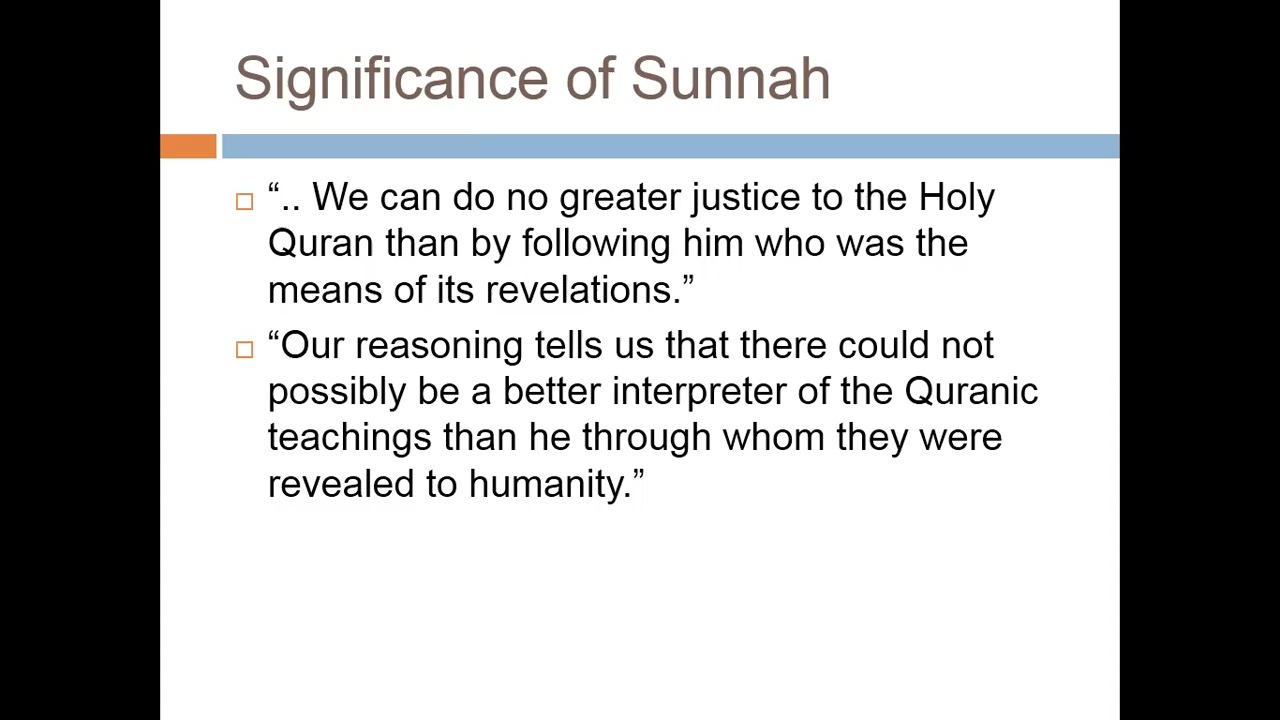 Significance of Sunnah
“.. We can do no greater justice to the Holy
Quran than by following him who was the
means of its revelations.”
“Our reasoning tells us that there could not
possibly be a better interpreter of the Quranic
teachings than he through whom they were
revealed to humanity.”